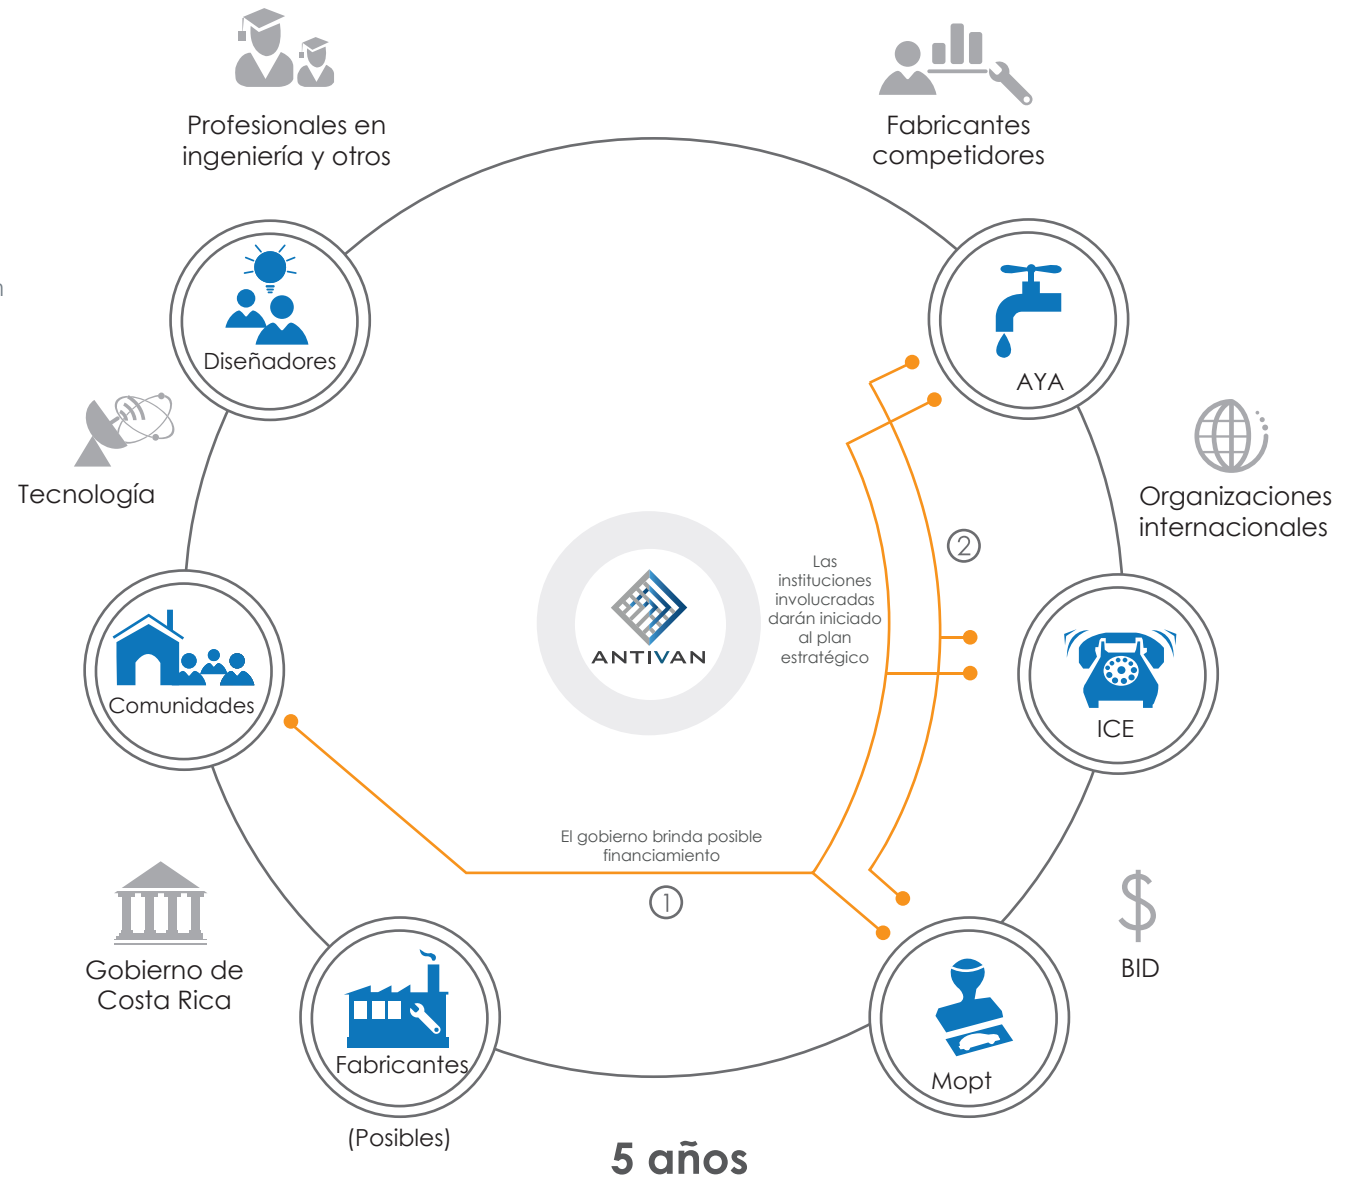 Profesionales en
ingeniería y otros
Fabricantes
competidores
n
Diseñadores
AYA
Tecnología
Organizaciones
internacionales
Las
instituciones
involucradas
darán iniciado
al plan
estratégico
2
ANTIVAN
Comunidades
ICE
El gobierno brinda posible
financiamiento
1
Gobierno de
Costa Rica
$
BID
Fabricantes
Mopt
(Posibles)
5 años